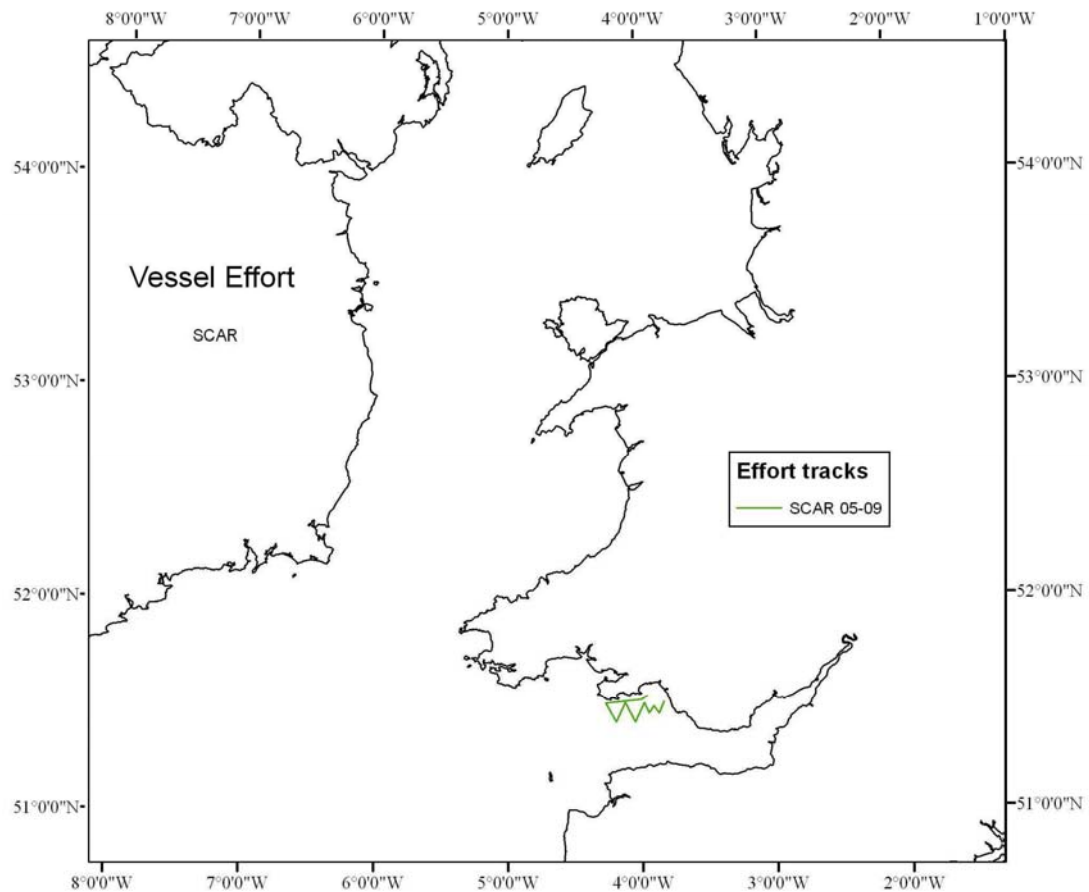 8°0'0"W 7°0'0"W 6°0'0"W 5°0'0"W 4°0'0"W 3°0'0"W 2°0'0"W 1°0'0"W
54°0'0"N 54°0'0"N
Vessel Effort
SCAR
53°0'0"N 53°0'0"N
Effort tracks
SCAR 05-09
52°0'0"N 52°0'0"N
51°0'0"N 51°0'0"N
8°0'0"W 7°0'0"W 6°0'0"W 5°0'0"W 4°0'0"W 3°0'0"W 2°0'0"W